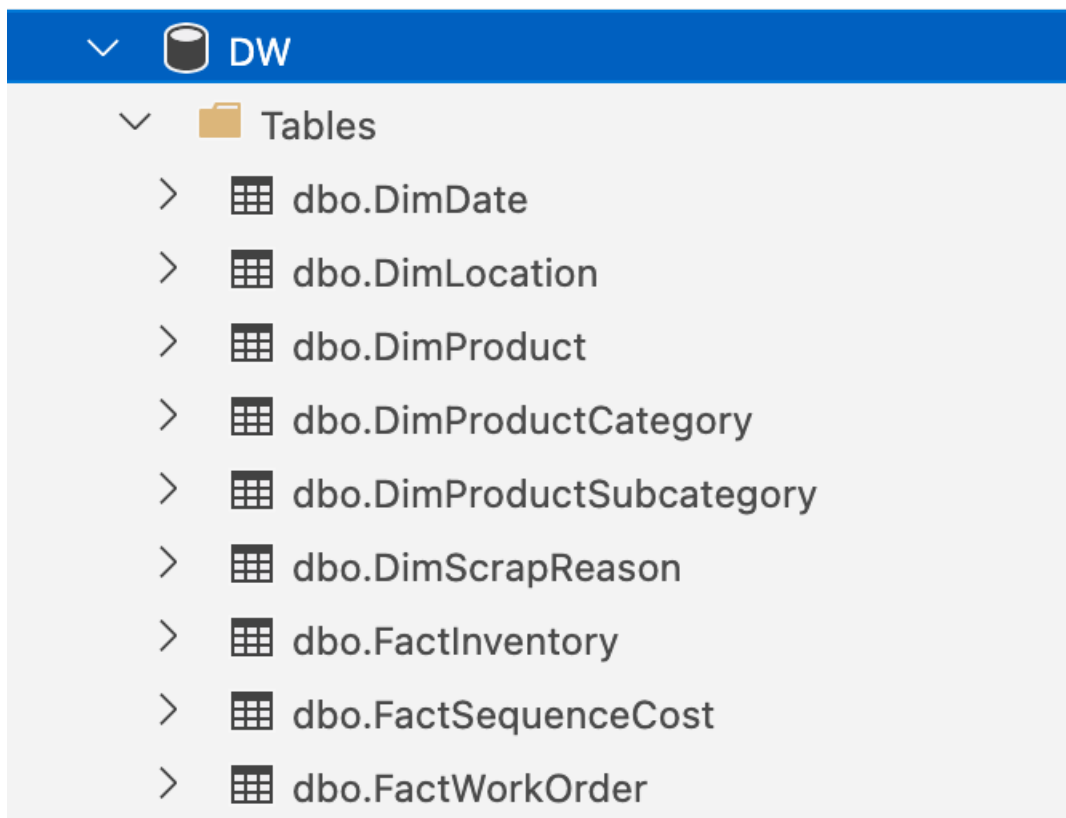 DW
Tables
dbo.DimDate
dbo.DimLocation
dbo.DimProduct
dbo.DimProductCategory
dbo.DimProductSubcategory
dbo.DimScrapReason
dbo.FactInventory
dbo.FactSequenceCost
dbo.FactWorkOrder